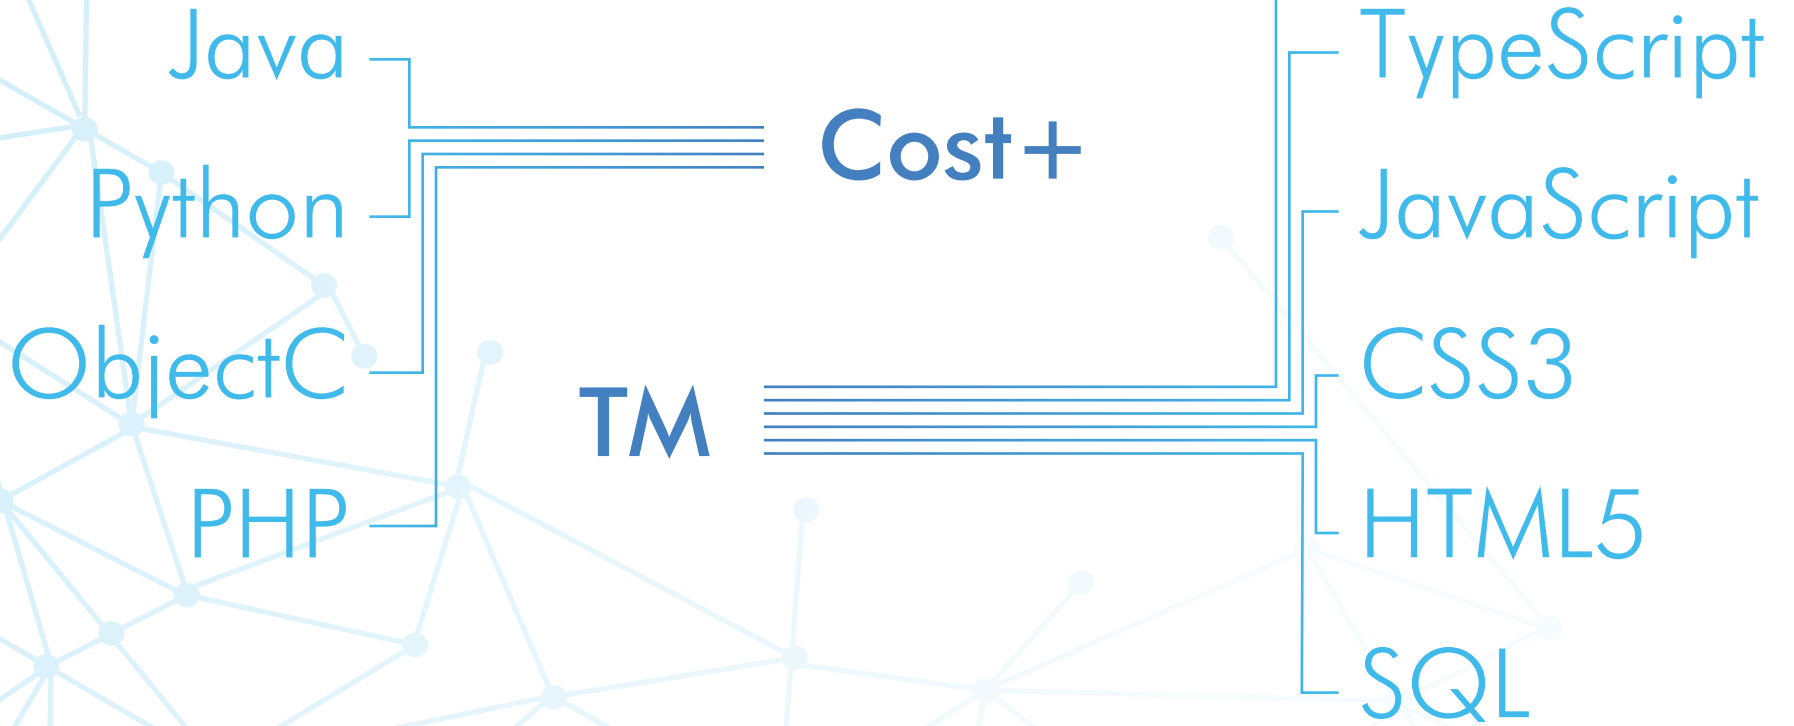 Java
Python
ObjectC
PHP
Cost+
TM
TypeScript
JavaScript
CSS3
HTML5
SQL